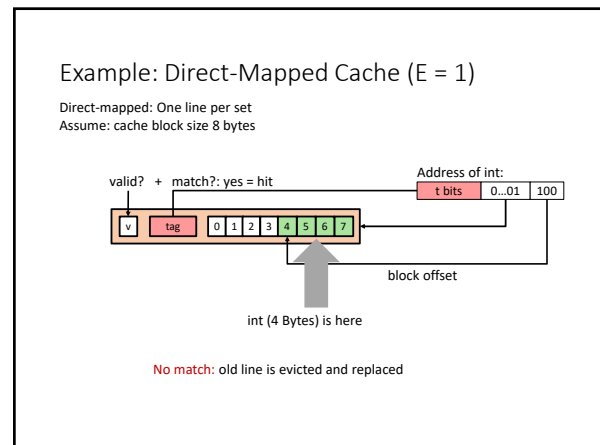 Example: Direct-Mapped Cache (E = 1)
Direct-mapped: One line per set
Assume: cache block size 8 bytes
Address of int:
valid? + match?: yes = hit
t bits 0…01 100
v tag 0 1 2 3 4 5 6 7
block offset
int (4 Bytes) is here
No match: old line is evicted and replaced